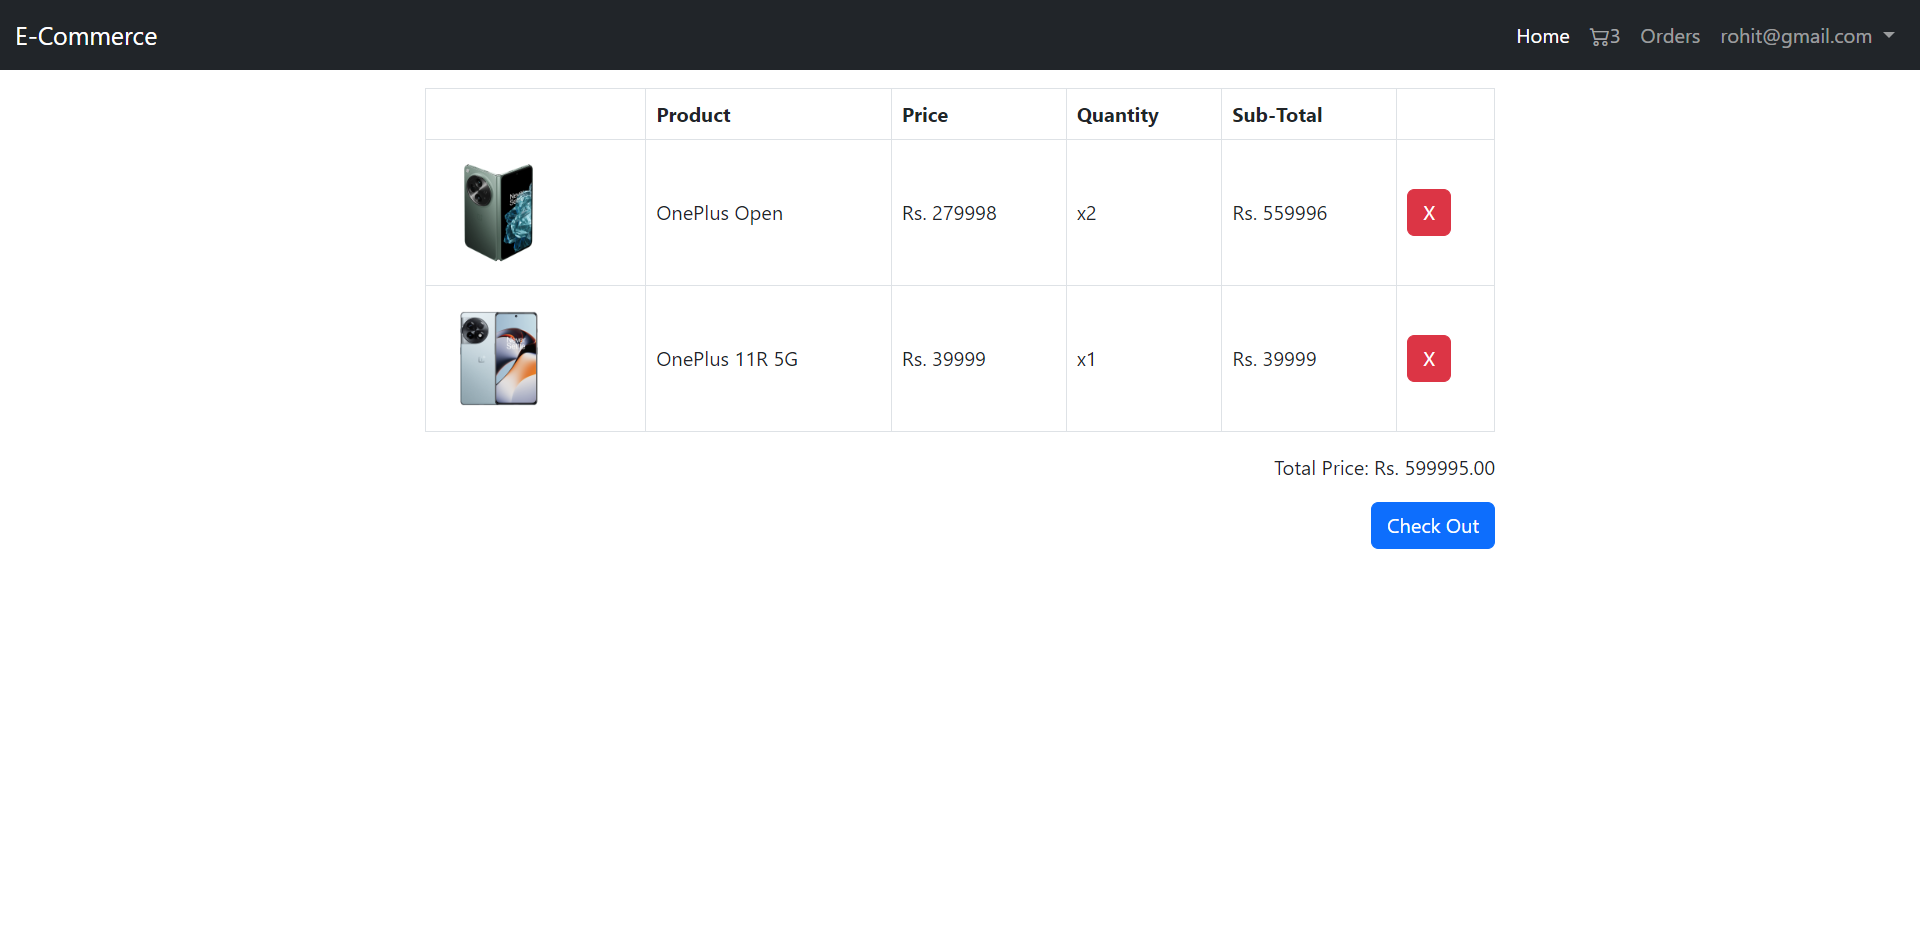 E-Commerce Home 3 Orders rohit@gmail.com
Product Price Quantity Sub-Total
OnePlus Open Rs. 279998 x2 Rs. 559996 X
OnePlus 11R 5G Rs. 39999 x1 Rs. 39999 X
Total Price: Rs. 599995.00
Check Out